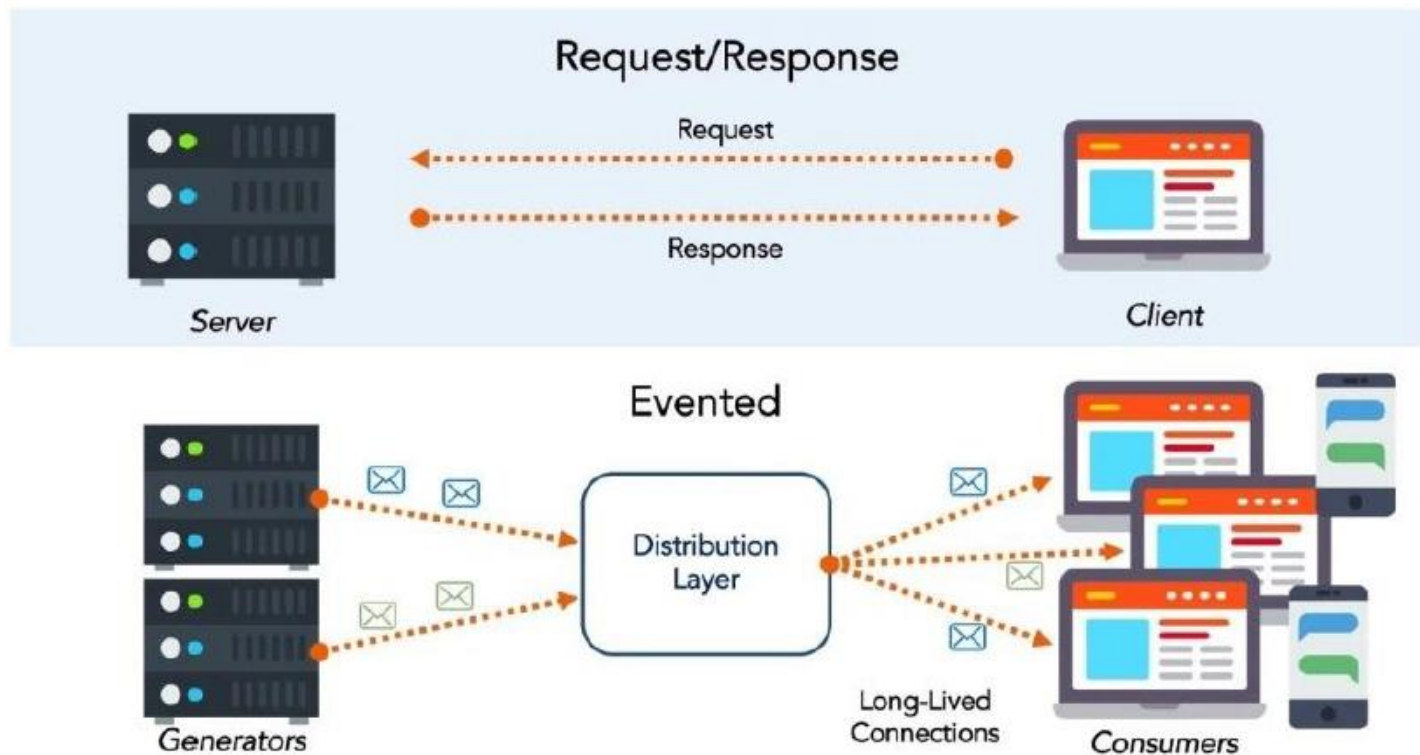 Request/Response
Request
Response
Server
Client
Evented
Distribution
Layer
Long-Lived
Connections
Generators
Consumers